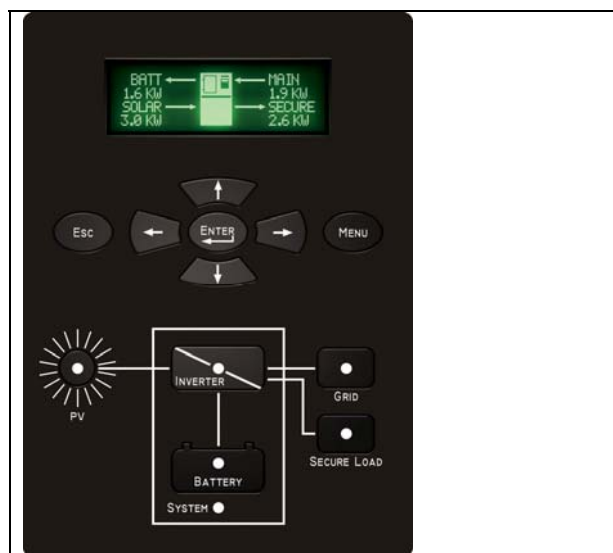 BATT MAIN
1.6 KW 1.9 KW
SOLAR SECURE
3.0 KW 2.6 KW
ESC
ENTER
MENU
INVERTER
PV
GRID
SECURE LOAD
BATTERY
SYSTEM